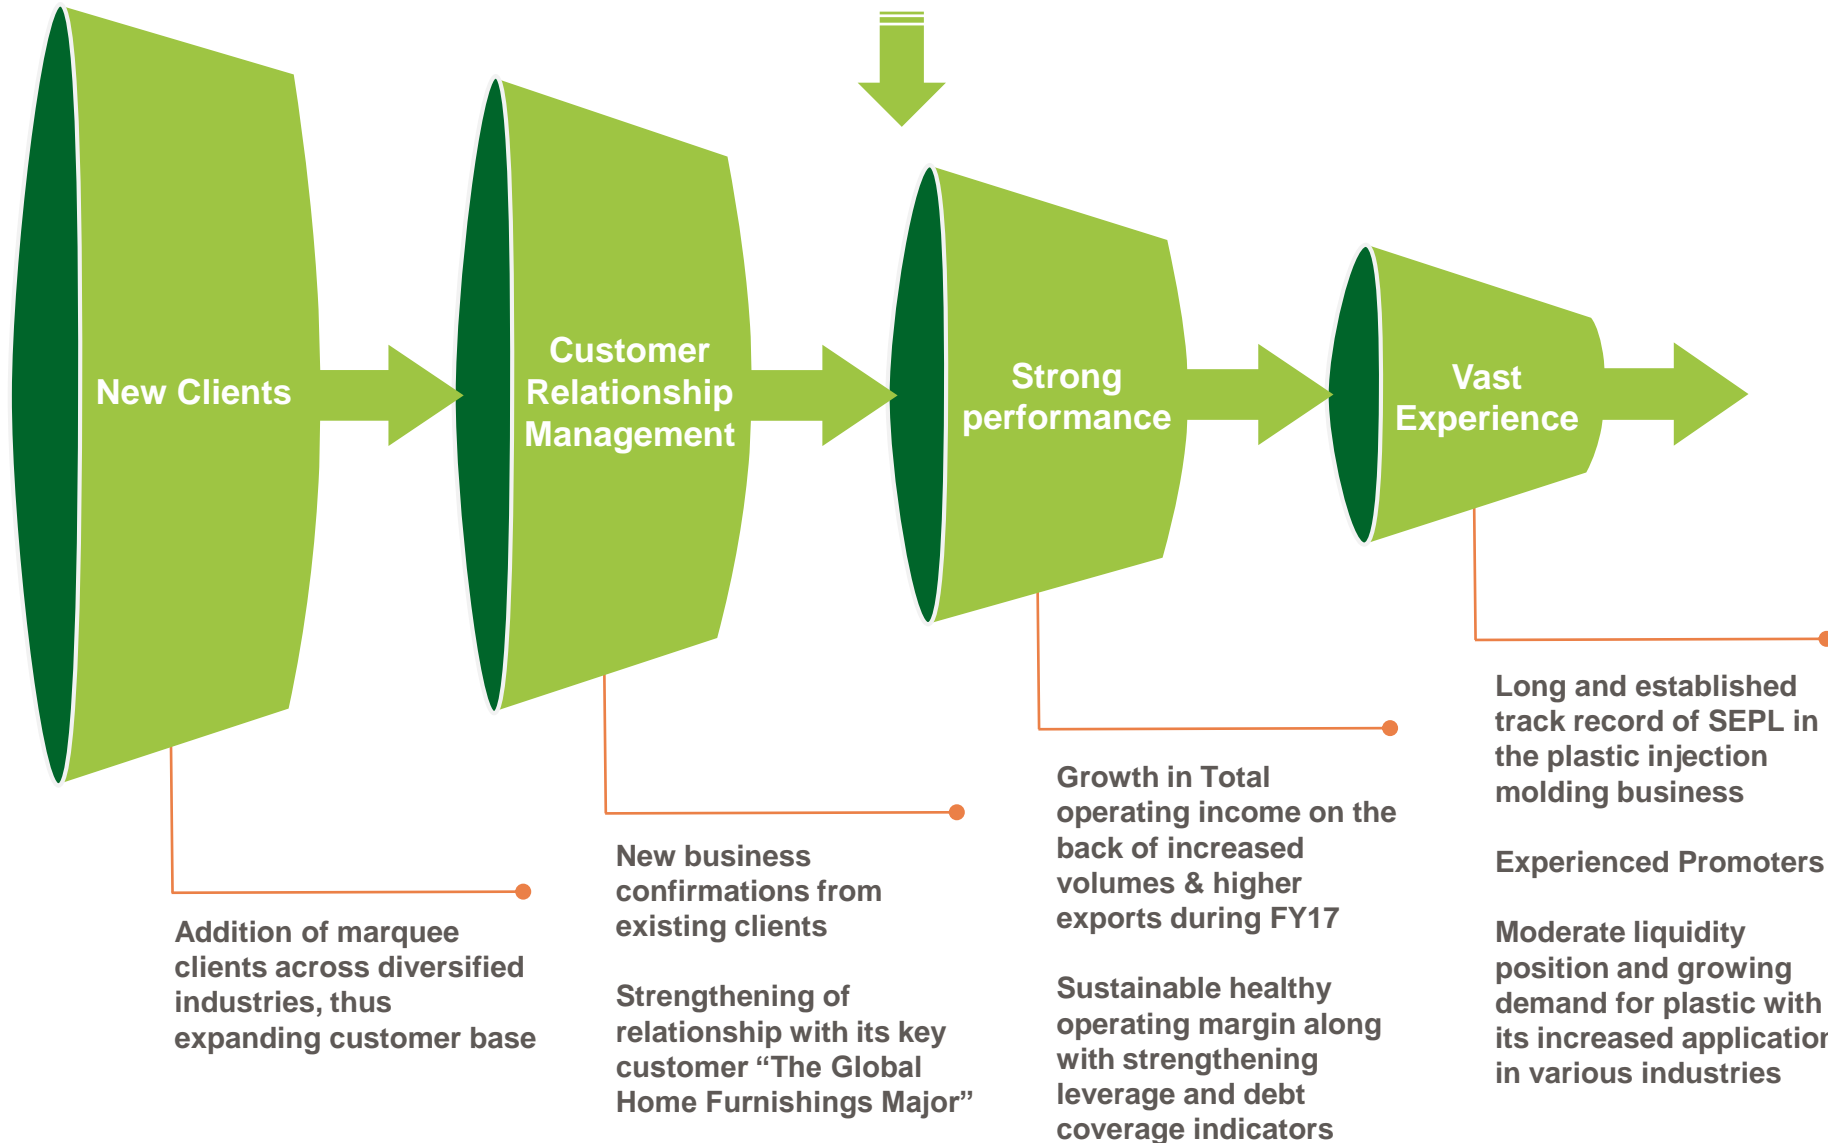 New Clients
Customer
Relationship
Management
Strong
performance
Vast
Experience
Addition of marquee
clients across diversified
industries, thus
expanding customer base
New business
confirmations from
existing clients
Strengthening of
relationship with its key
customer “The Global
Home Furnishings Major”
Growth in Total
operating income on the
back of increased
volumes & higher
exports during FY17
Sustainable healthy
operating margin along
with strengthening
leverage and debt
coverage indicators
Long and established
track record of SEPL in
the plastic injection
molding business
Experienced Promoters
Moderate liquidity
position and growing
demand for plastic with
its increased application
in various industries